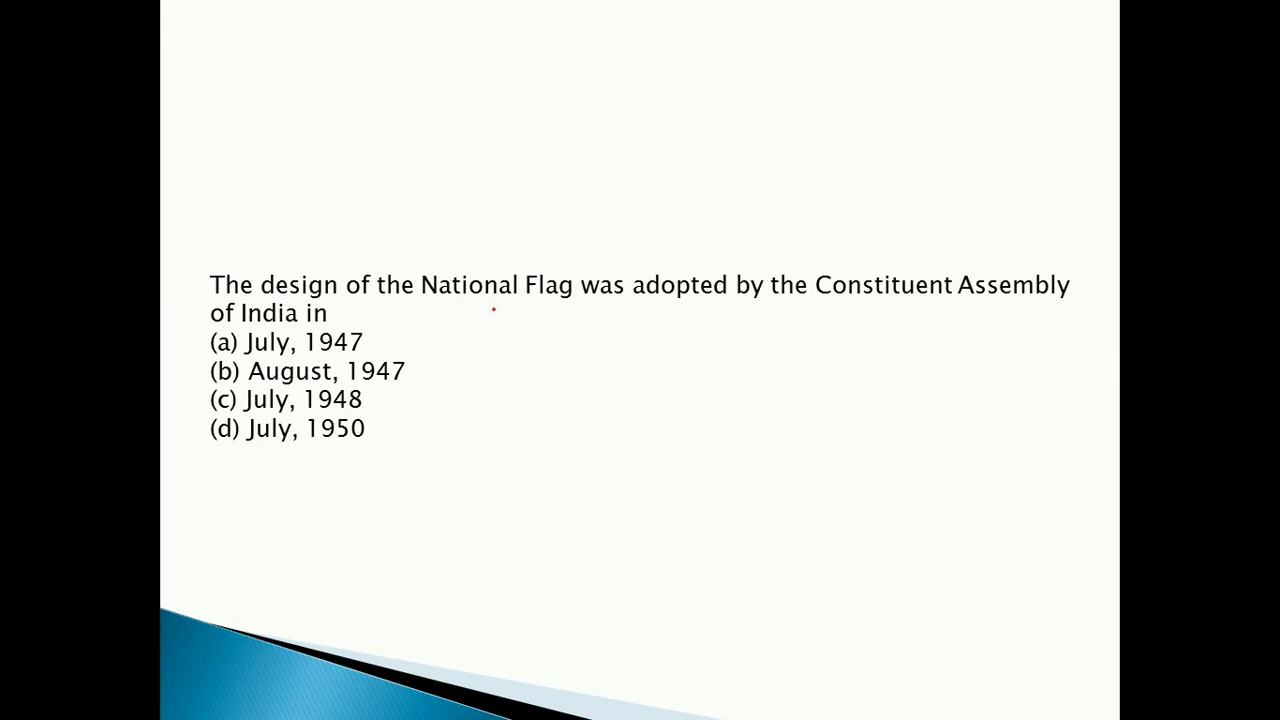 The design of the National Flag was adopted by the Constituent Assembly
of India in
(a) July, 1947
(b) August, 1947
(c) July, 1948
(d) July, 1950